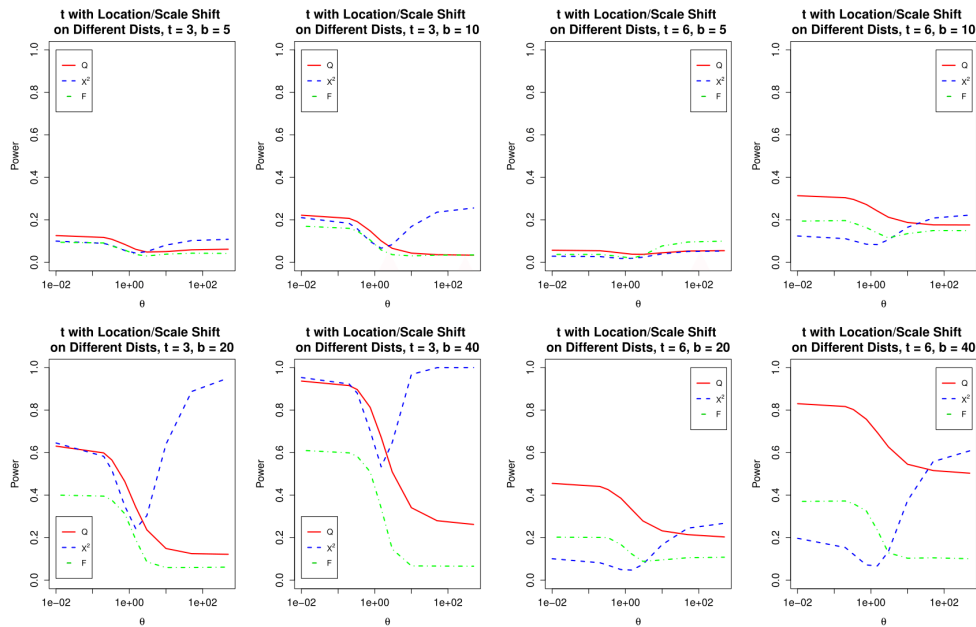 t with Location/Scale Shift
on Different Dists, t = 3, b = 5
Power
0.0 0.2 0.4 0.6 0.8 1.0
Q
X²
F
1e-02 1e+00 1e+02
θ
t with Location/Scale Shift
on Different Dists, t = 3, b = 10
Power
0.0 0.2 0.4 0.6 0.8 1.0
Q
X²
F
1e-02 1e+00 1e+02
θ
t with Location/Scale Shift
on Different Dists, t = 6, b = 5
Power
0.0 0.2 0.4 0.6 0.8 1.0
Q
X²
F
1e-02 1e+00 1e+02
θ
t with Location/Scale Shift
on Different Dists, t = 6, b = 10
Power
0.0 0.2 0.4 0.6 0.8 1.0
Q
X²
F
1e-02 1e+00 1e+02
θ
t with Location/Scale Shift
on Different Dists, t = 3, b = 20
Power
0.0 0.2 0.4 0.6 0.8 1.0
Q
X²
F
1e-02 1e+00 1e+02
θ
t with Location/Scale Shift
on Different Dists, t = 3, b = 40
Power
0.0 0.2 0.4 0.6 0.8 1.0
Q
X²
F
1e-02 1e+00 1e+02
θ
t with Location/Scale Shift
on Different Dists, t = 6, b = 20
Power
0.0 0.2 0.4 0.6 0.8 1.0
Q
X²
F
1e-02 1e+00 1e+02
θ
t with Location/Scale Shift
on Different Dists, t = 6, b = 40
Power
0.0 0.2 0.4 0.6 0.8 1.0
Q
X²
F
1e-02 1e+00 1e+02
θ